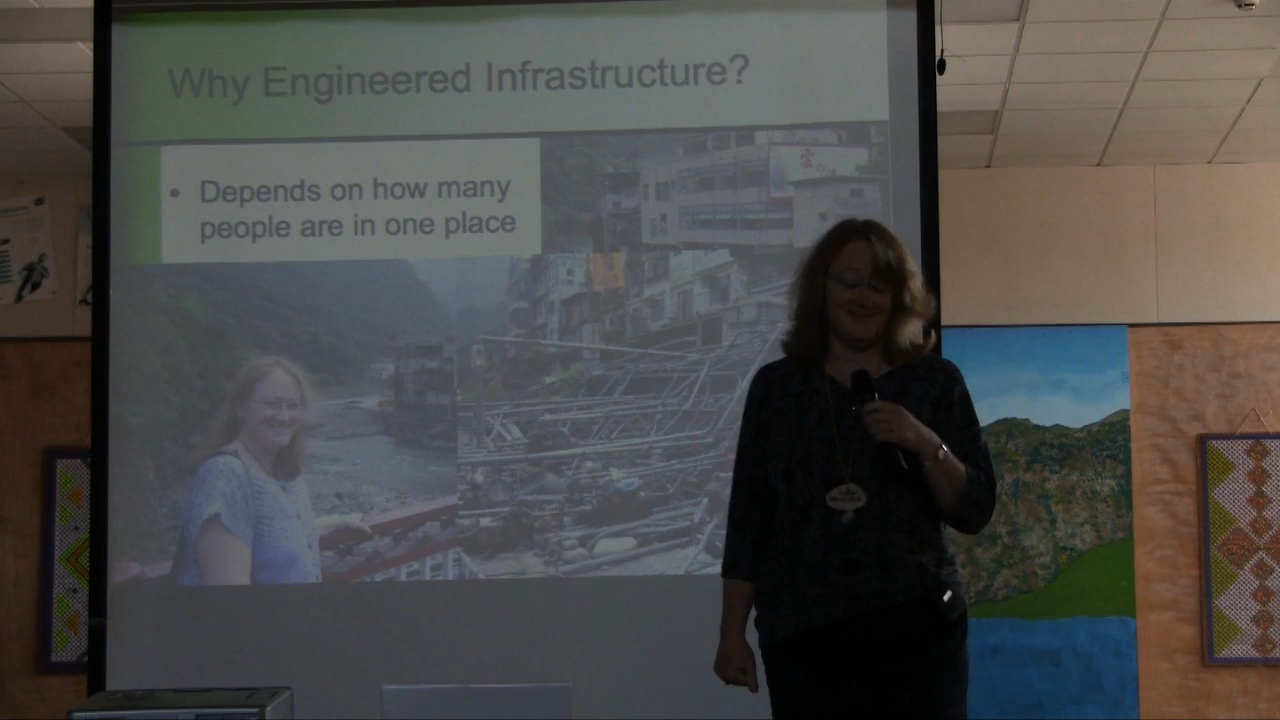 Why Engineered Infrastructure?
• Depends on how many
people are in one place